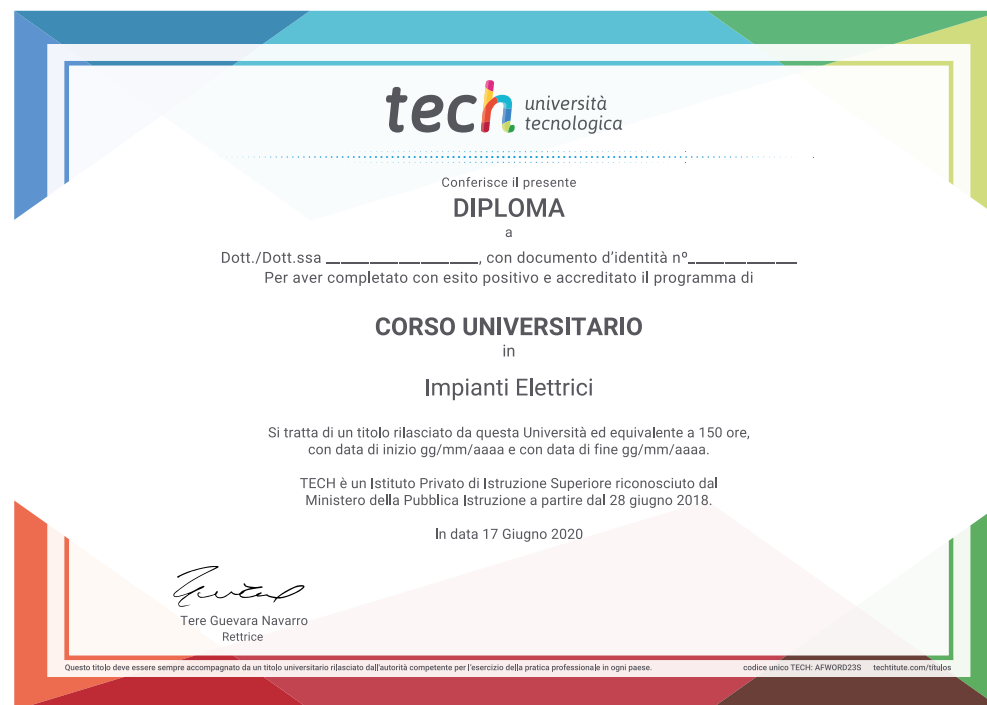 tech università
tecnologica
Conferisce il presente
DIPLOMA
a
Dott./Dott.ssa ____________________, con documento d'identità nº_______________
Per aver completato con esito positivo e accreditato il programma di
CORSO UNIVERSITARIO
in
Impianti Elettrici
Si tratta di un titolo rilasciato da questa Università ed equivalente a 150 ore,
con data di inizio gg/mm/aaaa e con data di fine gg/mm/aaaa.
TECH è un Istituto Privato di Istruzione Superiore riconosciuto dal
Ministero della Pubblica Istruzione a partire dal 28 giugno 2018.
In data 17 Giugno 2020
Tere Guevara Navarro
Rettrice
Questo titolo deve essere sempre accompagnato da un titolo universitario rilasciato dall'autorità competente per l'esercizio della pratica professionale in ogni paese.
codice unico TECH: AFWORD23S techtitute.com/titulos